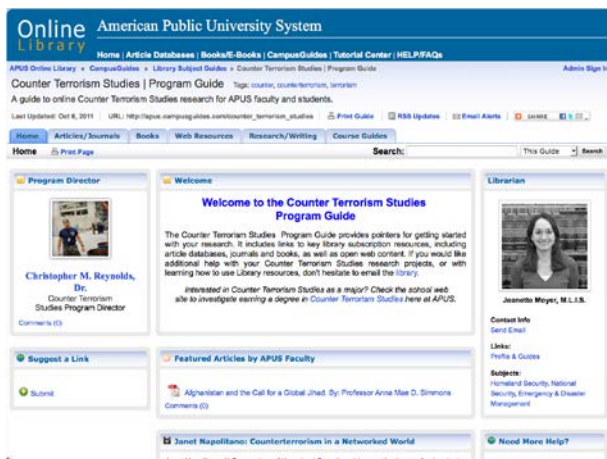 Online
Library
American Public University System
Home | Article Databases | Books/E-Books | CampusGuides | Tutorial Center | HELP/FAQs
APUS Online Library » CampusGuides » Library Subject Guides » Counter Terrorism Studies | Program Guide
Admin Sign In
Counter Terrorism Studies | Program Guide Tags: counter, counterterrorism, terrorism
A guide to online Counter Terrorism Studies research for APUS faculty and students.
Last Updated: Oct 6, 2011 URL: http://apus.campusguides.com/counter_terrorism_studies Print Guide RSS Updates Email Alerts SHARE
Home Articles/Journals Books Web Resources Research/Writing Course Guides
Home Print Page Search: This Guide Search
Program Director
Christopher M. Reynolds,
Dr.
Counter Terrorism
Studies Program Director
Comments (0)
Suggest a Link
Submit
Welcome
Welcome to the Counter Terrorism Studies
Program Guide
The Counter Terrorism Studies Program Guide provides pointers for getting started
with your research. It includes links to key library subscription resources, including
article databases, journals and books, as well as open web content. If you would like
additional help with your Counter Terrorism Studies research projects, or with
learning how to use Library resources, don't hesitate to email the library.
Interested in Counter Terrorism Studies as a major? Check the school web
site to investigate earning a degree in Counter Terrorism Studies here at APUS.
Featured Articles by APUS Faculty
Afghanistan and the Call for a Global Jihad. By: Professor Anna Mae D. Simmons
Comments (0)
Janet Napolitano: Counterterrorism in a Networked World
Librarian
Jeanette Moyer, M.L.I.S.
Contact Info
Send Email
Links:
Profile & Guides
Subjects:
Homeland Security, National
Security, Emergency & Disaster
Management
Need More Help?